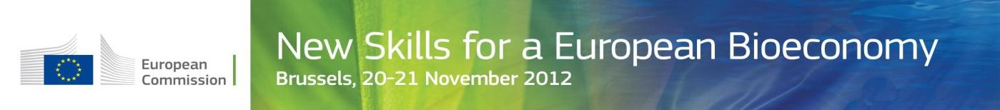 European
Commission
New Skills for a European Bioeconomy
Brussels, 20-21 November 2012